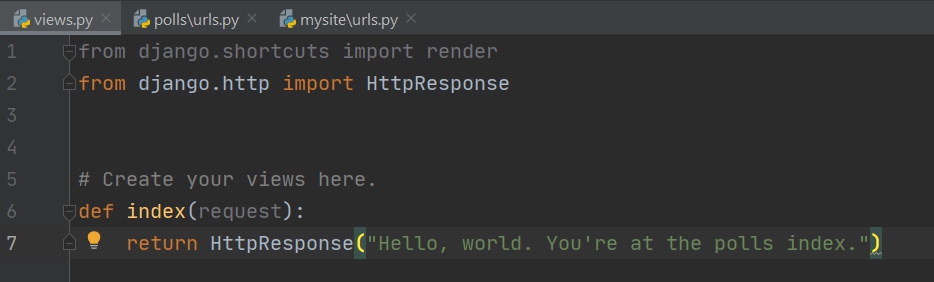 views.py polls\urls.py mysite\urls.py
1 from django.shortcuts import render
2 from django.http import HttpResponse
3
4
5 # Create your views here.
6 def index(request):
7     return HttpResponse("Hello, world. You're at the polls index.")